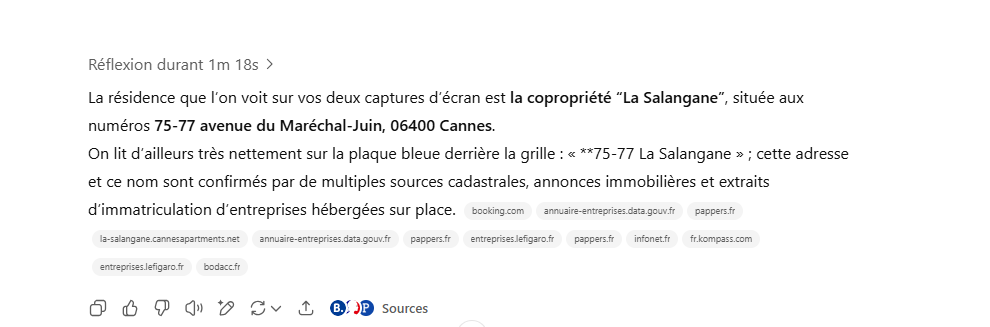 Réflexion durant 1m 18s >
La résidence que l'on voit sur vos deux captures d'écran est la copropriété "La Salangane", située aux
numéros 75-77 avenue du Maréchal-Juin, 06400 Cannes.
On lit d'ailleurs très nettement sur la plaque bleue derrière la grille : « **75-77 La Salangane » ; cette adresse
et ce nom sont confirmés par de multiples sources cadastrales, annonces immobilières et extraits
d'immatriculation d'entreprises hébergées sur place. booking.com annuaire-entreprises.data.gouv.fr pappers.fr
la-salangane.cannesapartments.net annuaire-entreprises.data.gouv.fr pappers.fr entreprises.lefigaro.fr pappers.fr infonet.fr fr.kompass.com
entreprises.lefigaro.fr bodacc.fr
B. P Sources